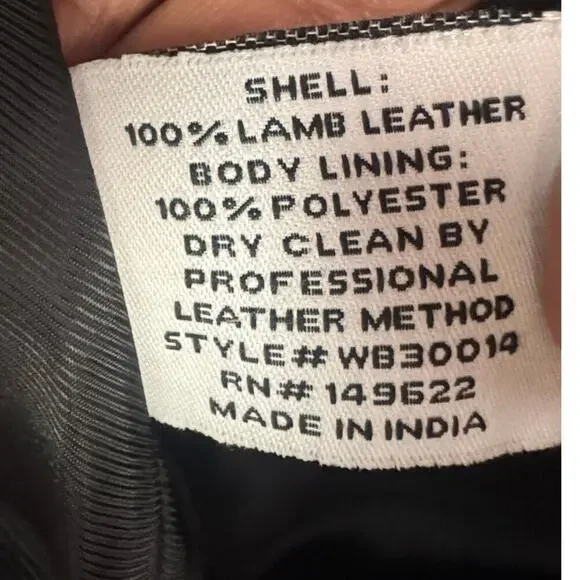 SHELL:
100% LAMB LEATHER
BODY LINING:
100% POLYESTER
DRY CLEAN BY
PROFESSIONAL
LEATHER METHOD
STYLE# WB30014
RN# 149622
MADE IN INDIA